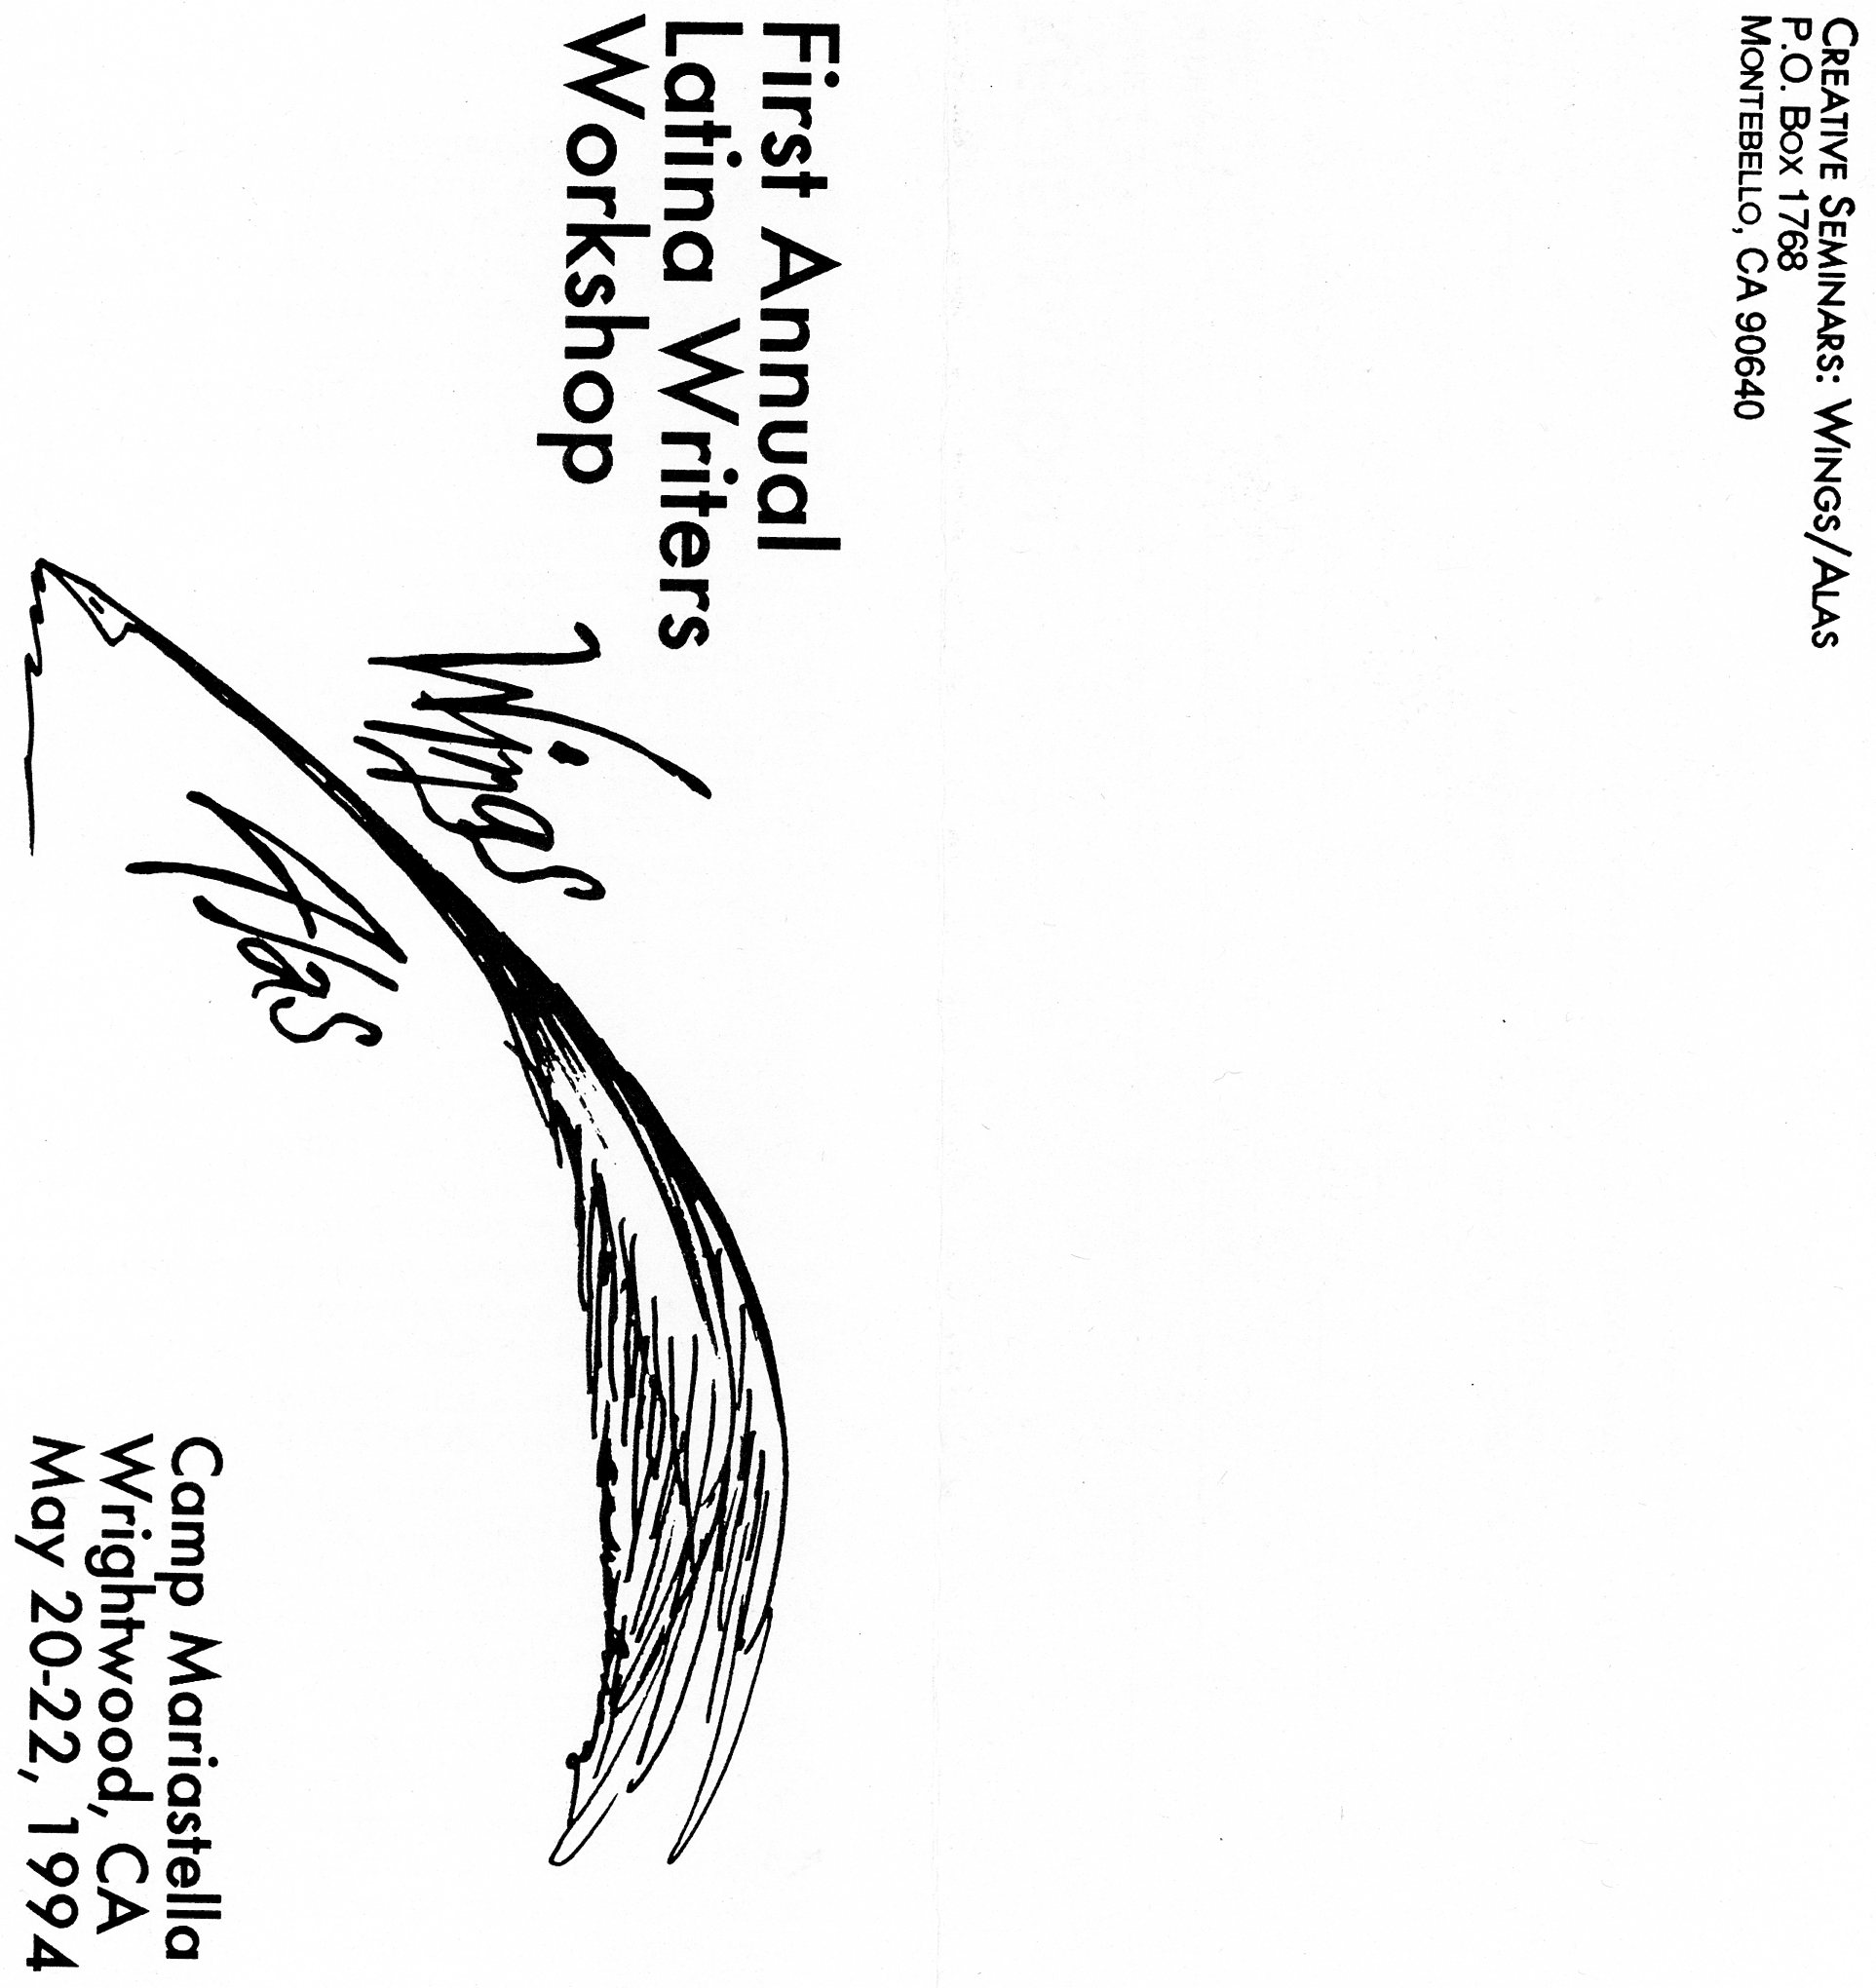 Creative Seminars: Wings/Alas
P.O. Box 1768
Montebello, CA 90640
First Annual
Latina Writers
Workshop
Wings
Alas
Camp Mariastella
Wrightwood, CA
May 20-22, 1994